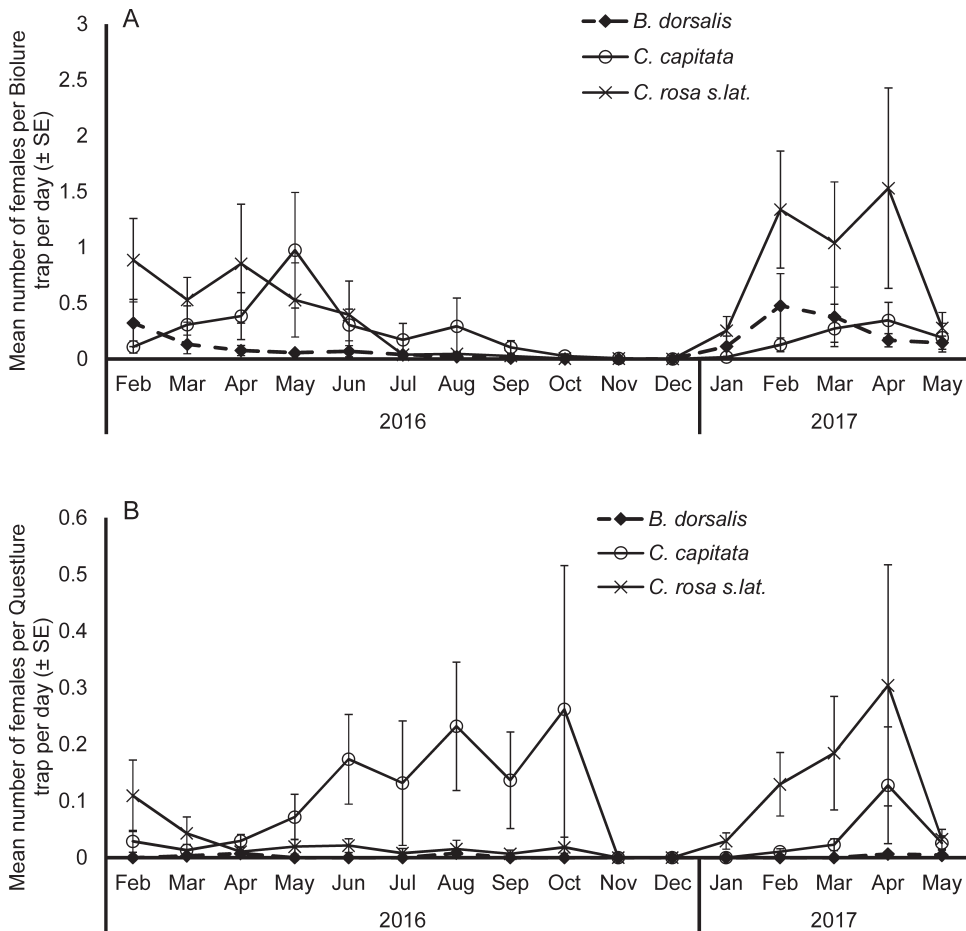 A
B. dorsalis
C. capitata
C. rosa s.lat.
Mean number of females per Biolure
trap per day (± SE)
3
2.5
2
1.5
1
0.5
0
Feb Mar Apr May Jun Jul Aug Sep Oct Nov Dec Jan Feb Mar Apr May
2016 2017
B
B. dorsalis
C. capitata
C. rosa s.lat.
Mean number of females per Questlure
trap per day (± SE)
0.6
0.5
0.4
0.3
0.2
0.1
0
Feb Mar Apr May Jun Jul Aug Sep Oct Nov Dec Jan Feb Mar Apr May
2016 2017